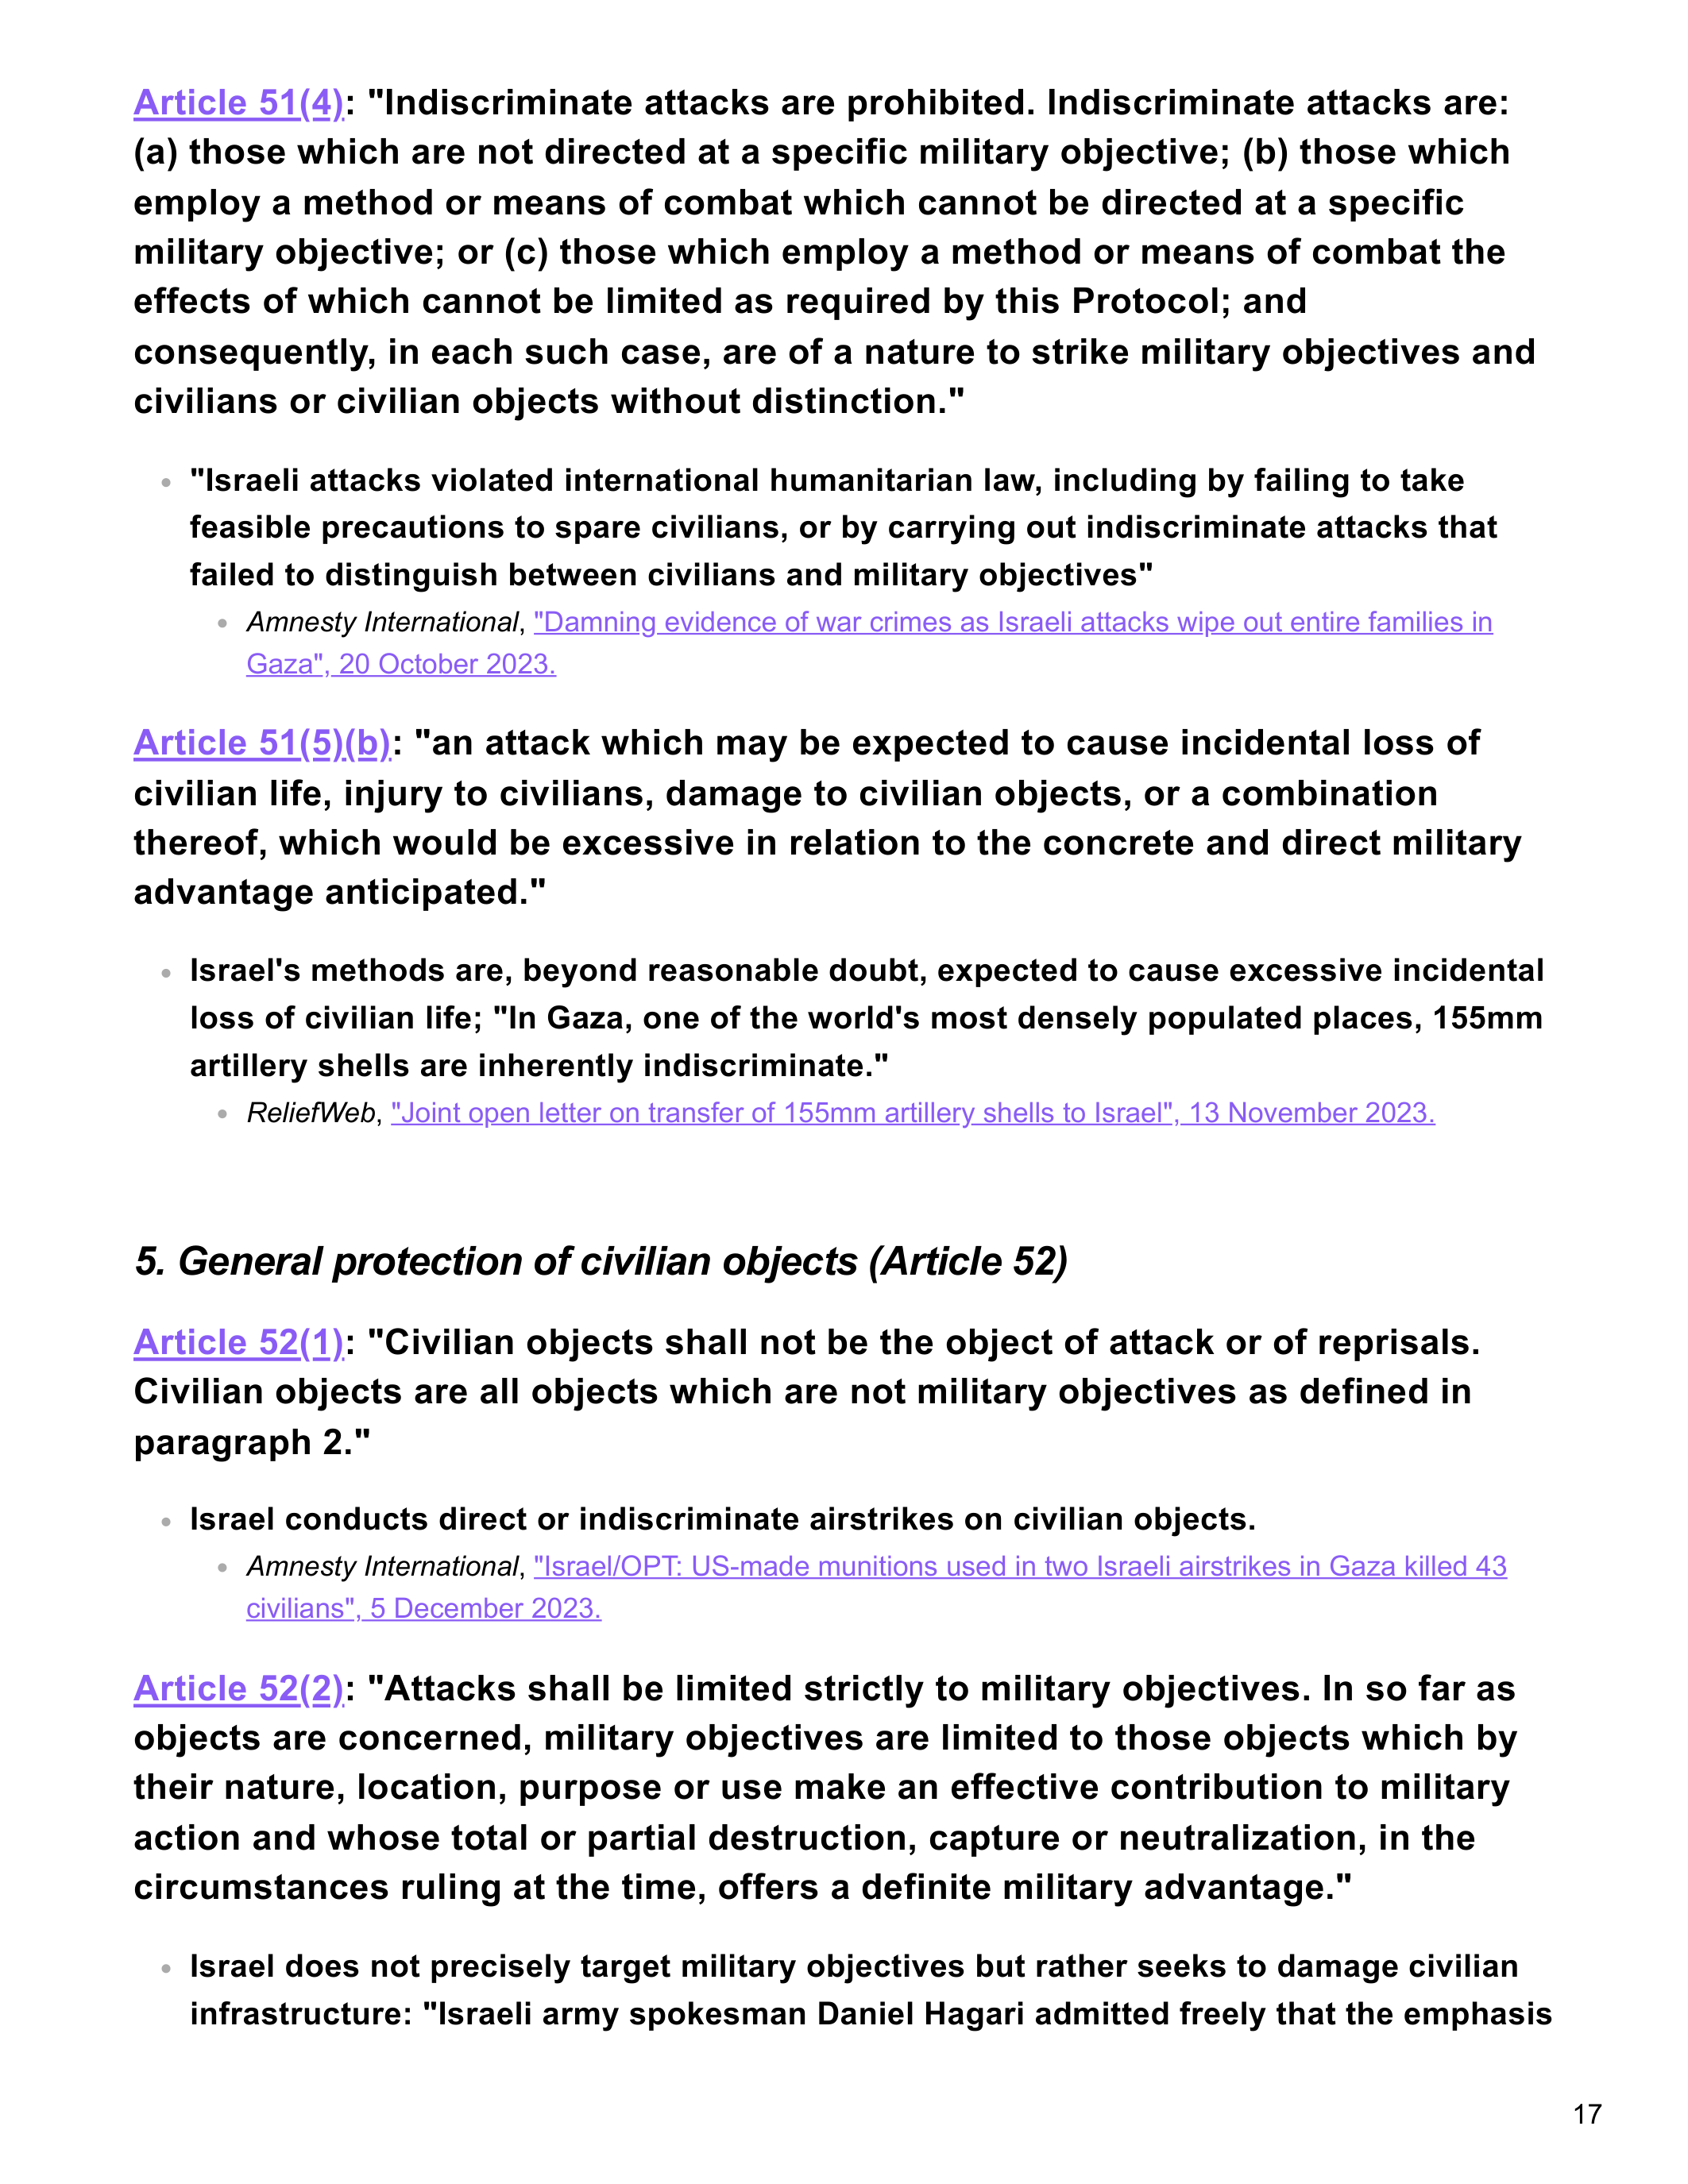 Article 51(4): "Indiscriminate attacks are prohibited. Indiscriminate attacks are:
(a) those which are not directed at a specific military objective; (b) those which
employ a method or means of combat which cannot be directed at a specific
military objective; or (c) those which employ a method or means of combat the
effects of which cannot be limited as required by this Protocol; and
consequently, in each such case, are of a nature to strike military objectives and
civilians or civilian objects without distinction."
• "Israeli attacks violated international humanitarian law, including by failing to take
feasible precautions to spare civilians, or by carrying out indiscriminate attacks that
failed to distinguish between civilians and military objectives"
• Amnesty International, "Damning evidence of war crimes as Israeli attacks wipe out entire families in
Gaza", 20 October 2023.
Article 51(5)(b): "an attack which may be expected to cause incidental loss of
civilian life, injury to civilians, damage to civilian objects, or a combination
thereof, which would be excessive in relation to the concrete and direct military
advantage anticipated."
• Israel's methods are, beyond reasonable doubt, expected to cause excessive incidental
loss of civilian life; "In Gaza, one of the world's most densely populated places, 155mm
artillery shells are inherently indiscriminate."
• ReliefWeb, "Joint open letter on transfer of 155mm artillery shells to Israel", 13 November 2023.
5. General protection of civilian objects (Article 52)
Article 52(1): "Civilian objects shall not be the object of attack or of reprisals.
Civilian objects are all objects which are not military objectives as defined in
paragraph 2."
• Israel conducts direct or indiscriminate airstrikes on civilian objects.
• Amnesty International, "Israel/OPT: US-made munitions used in two Israeli airstrikes in Gaza killed 43
civilians", 5 December 2023.
Article 52(2): "Attacks shall be limited strictly to military objectives. In so far as
objects are concerned, military objectives are limited to those objects which by
their nature, location, purpose or use make an effective contribution to military
action and whose total or partial destruction, capture or neutralization, in the
circumstances ruling at the time, offers a definite military advantage."
• Israel does not precisely target military objectives but rather seeks to damage civilian
infrastructure: "Israeli army spokesman Daniel Hagari admitted freely that the emphasis
17